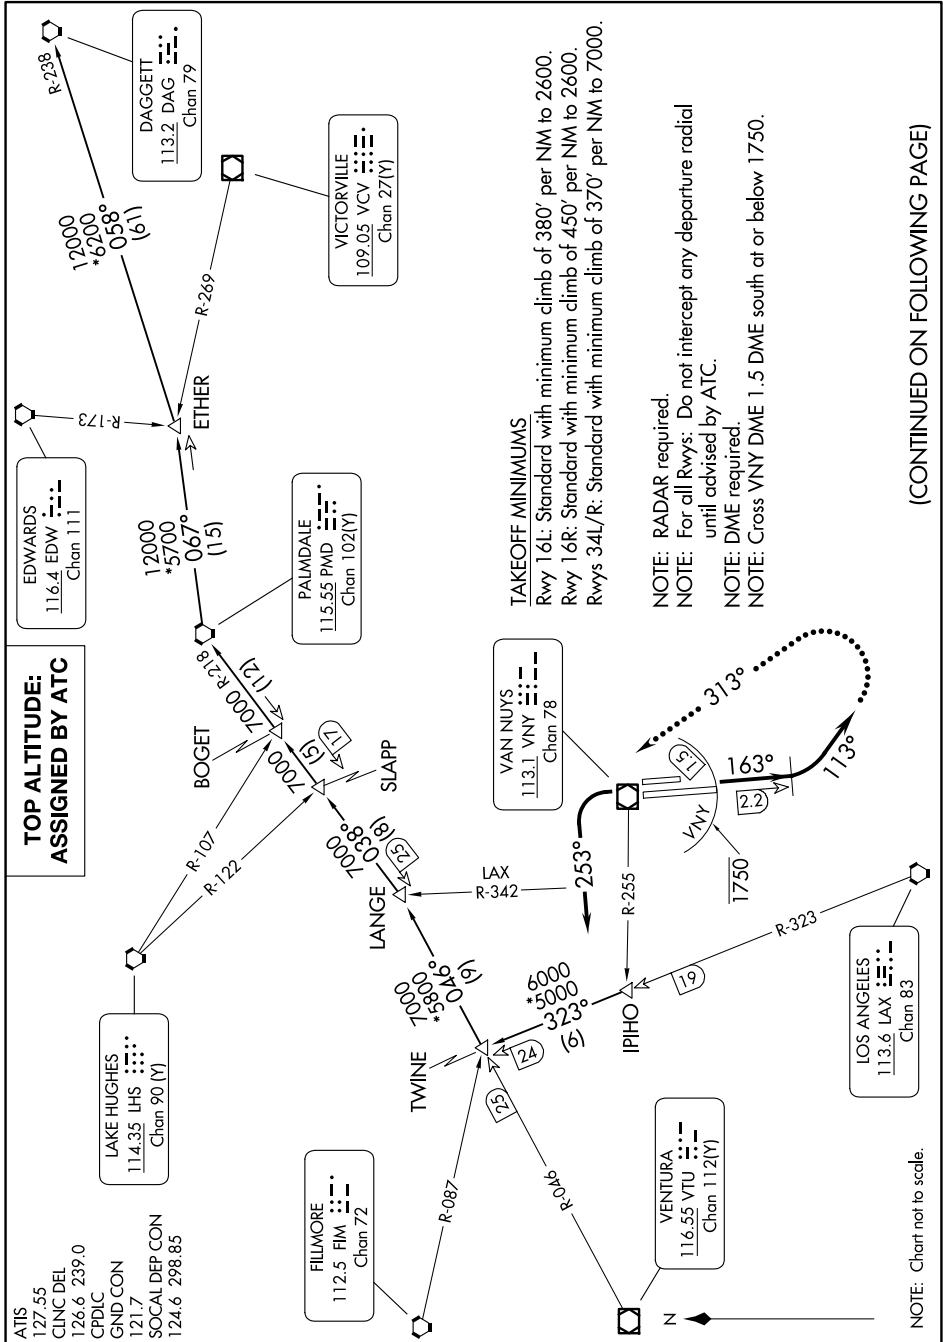 ATIS
127.55
CLNC DEL
126.6 239.0
CPDLC
GND CON
121.7
SOCAL DEP CON
124.6 298.85
TOP ALTITUDE:
ASSIGNED BY ATC
LAKE HUGHES
114.35 LHS
Chan 90 (Y)
EDWARDS
116.4 EDW
Chan 111
DAGGETT
113.2 DAG
Chan 79
R-238
12000
*6200
058°
(61)
R-173
ETHER
R-269
VICTORVILLE
109.05 VCV
Chan 27(Y)
12000
*5700
067°
(15)
PALMDALE
115.55 PMD
Chan 102(Y)
R-218
7000
(12)
BOGET
7000
(5)
17
SLAPP
R-107
R-122
7000
038°
(8)
25
LANGE
LAX
R-342
7000
*5800
046°
(9)
TWINE
24
25
6000
*5000
323°
(6)
IPIHO
19
R-323
R-255
R-087
R-046
FILLMORE
112.5 FIM
Chan 72
VENTURA
116.55 VTU
Chan 112(Y)
LOS ANGELES
113.6 LAX
Chan 83
VAN NUYS
113.1 VNY
Chan 78
253°
313°
1.5
163°
2.2
113°
VNY
1750
TAKEOFF MINIMUMS
Rwy 16L: Standard with minimum climb of 380' per NM to 2600.
Rwy 16R: Standard with minimum climb of 450' per NM to 2600.
Rwys 34L/R: Standard with minimum climb of 370' per NM to 7000.
NOTE: RADAR required.
NOTE: For all Rwys: Do not intercept any departure radial
until advised by ATC.
NOTE: DME required.
NOTE: Cross VNY DME 1.5 DME south at or below 1750.
N
NOTE: Chart not to scale.
(CONTINUED ON FOLLOWING PAGE)